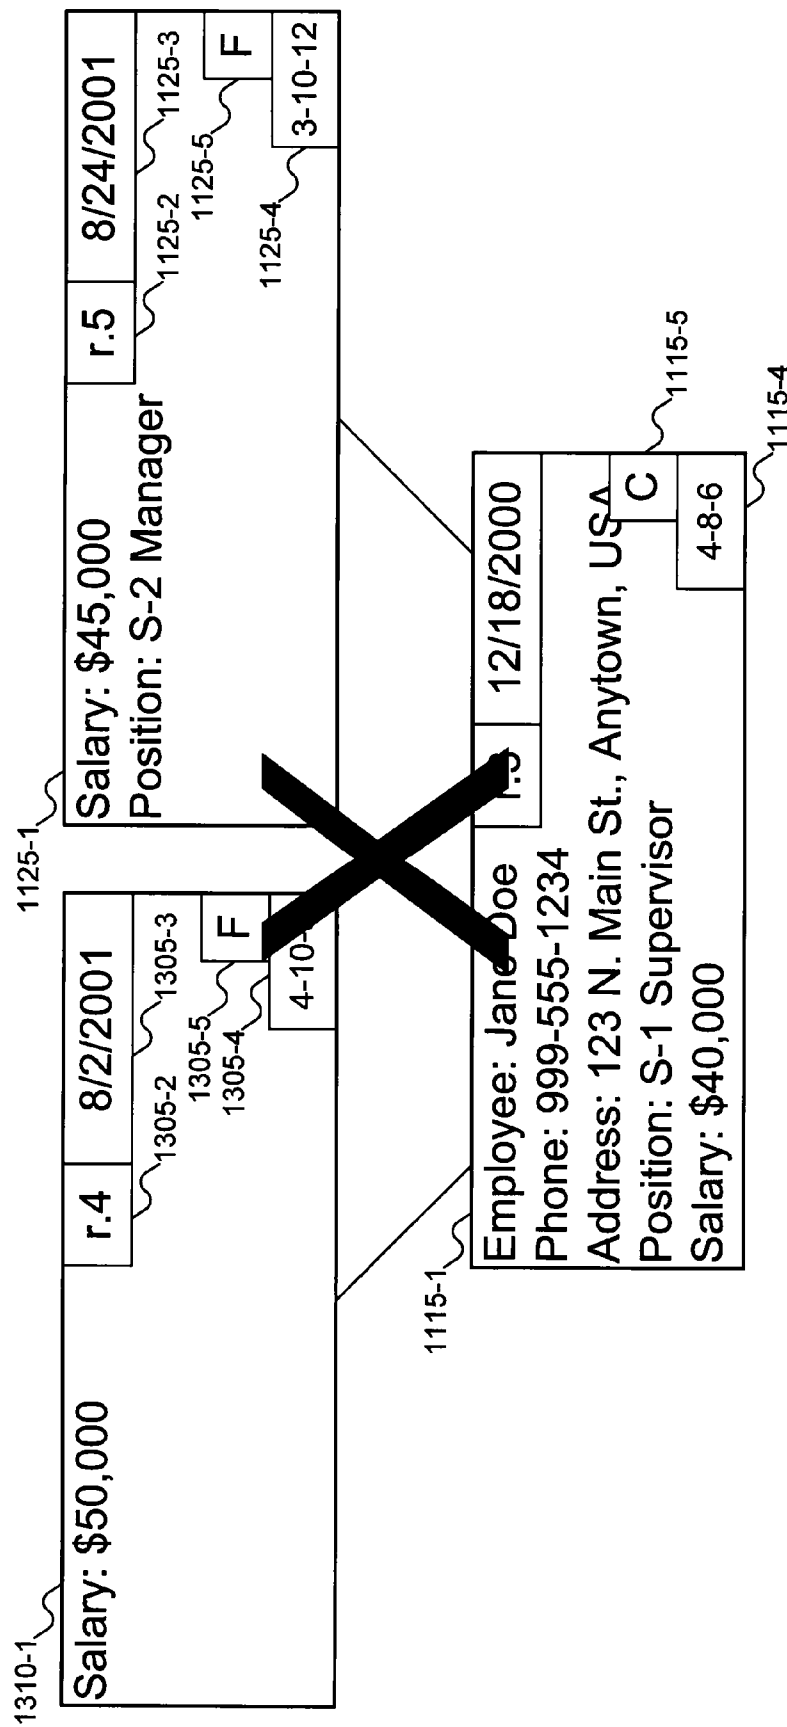 1310-1
Salary: $50,000
r.4
8/2/2001
1305-2
1305-3
1305-5
F
1305-4
4-10-
1125-1
Salary: $45,000
Position: S-2 Manager
r.5
8/24/2001
1125-2
1125-3
1125-5
F
1125-4
3-10-12
1115-1
Employee: Jane Doe
12/18/2000
Phone: 999-555-1234
Address: 123 N. Main St., Anytown, USA
Position: S-1 Supervisor
Salary: $40,000
C
1115-5
4-8-6
1115-4